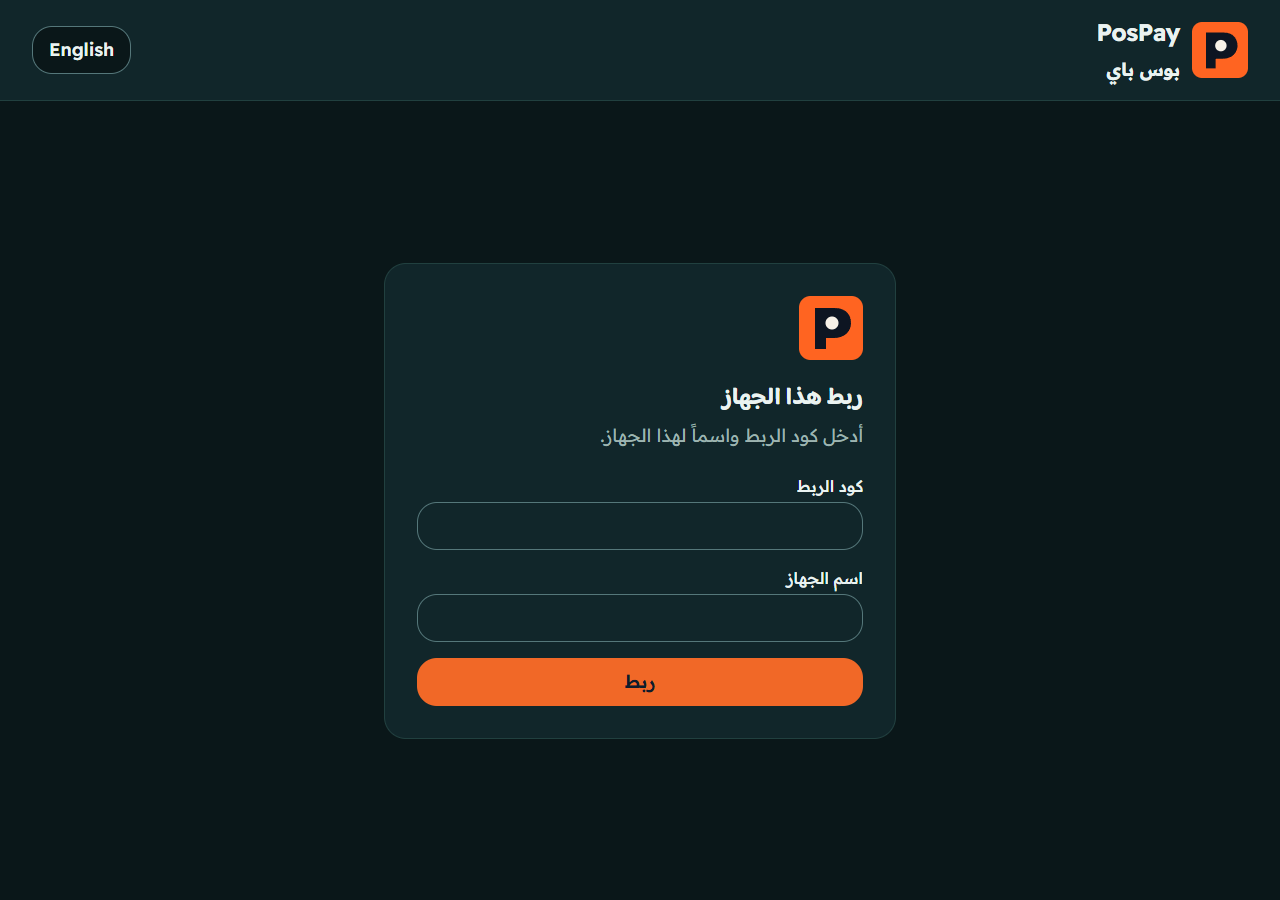 PosPay
بوس باي
English
ربط هذا الجهاز
أدخل كود الربط واسماً لهذا الجهاز.
كود الربط
اسم الجهاز
ربط